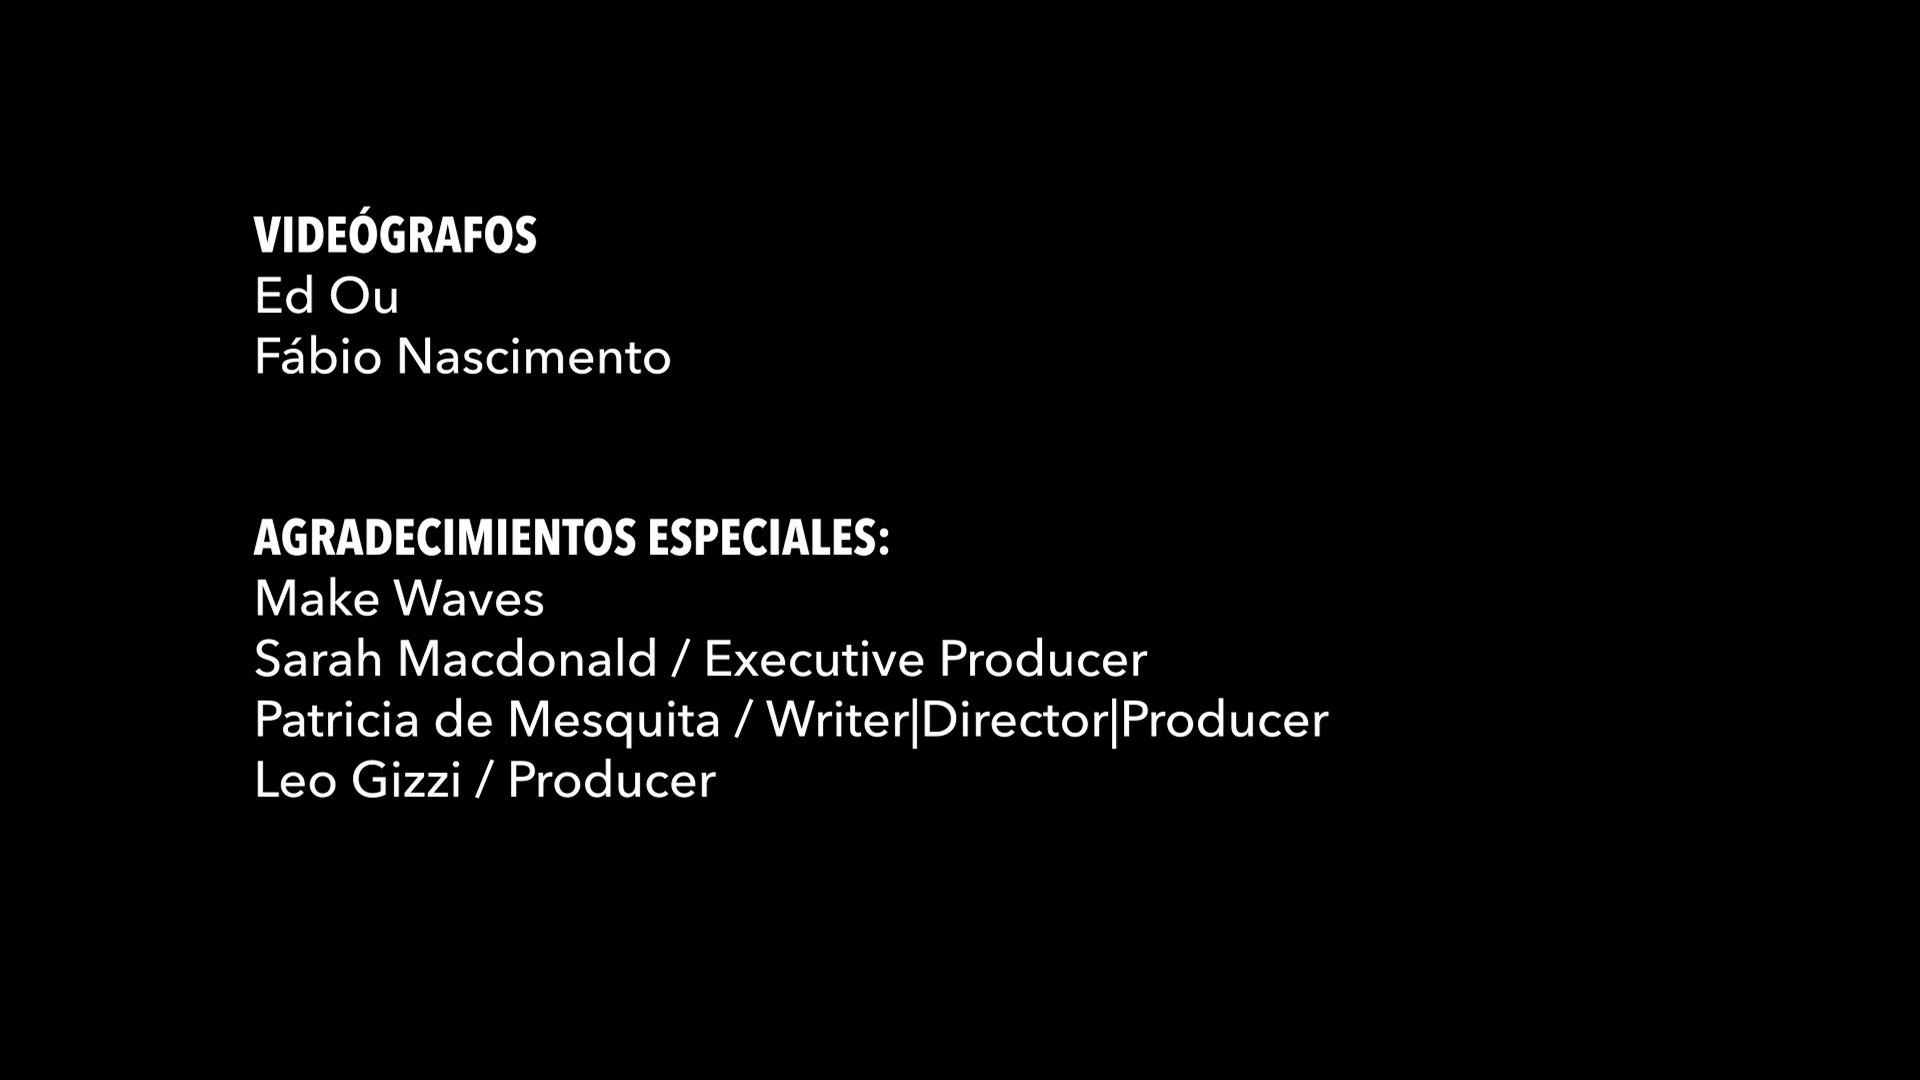 VIDEÓGRAFOS
Ed Ou
Fábio Nascimento
AGRADECIMIENTOS ESPECIALES:
Make Waves
Sarah Macdonald / Executive Producer
Patricia de Mesquita / Writer|Director|Producer
Leo Gizzi / Producer